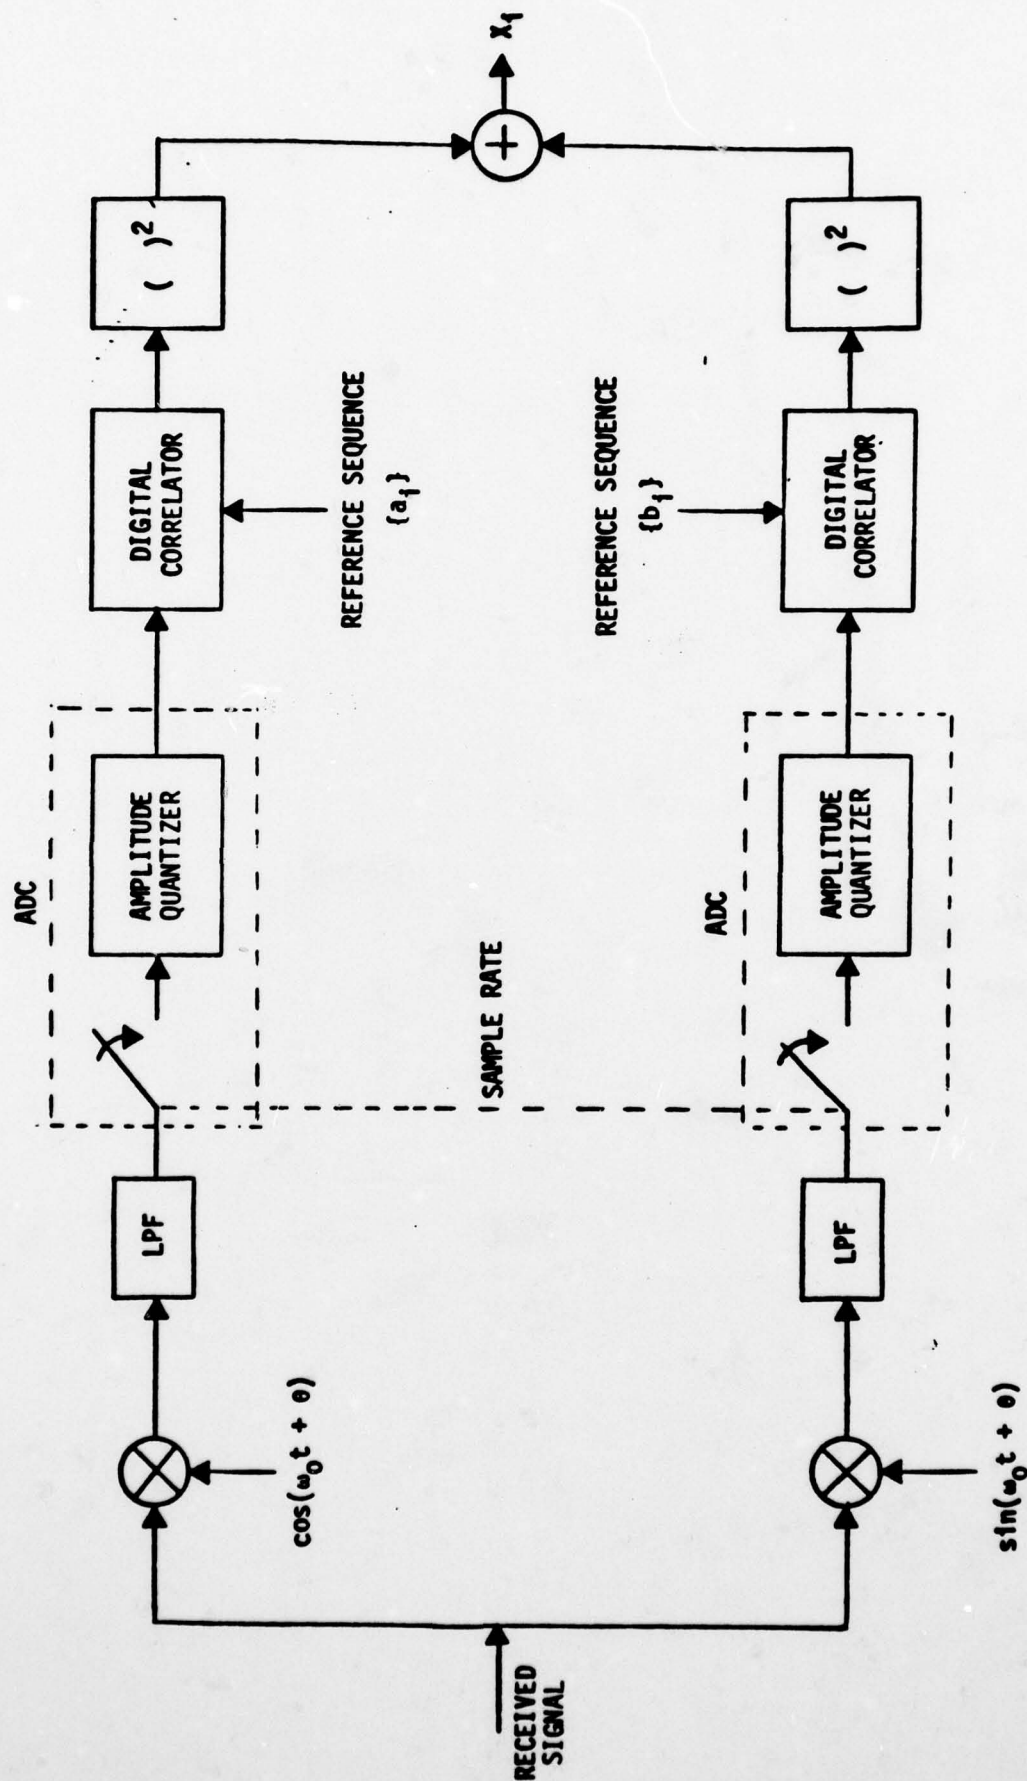 RECEIVED
SIGNAL
cos(ω₀t + θ)
LPF
ADC
AMPLITUDE
QUANTIZER
DIGITAL
CORRELATOR
REFERENCE SEQUENCE
{aᵢ}
( )²
SAMPLE RATE
+
Xᵢ
sin(ω₀t + θ)
LPF
ADC
AMPLITUDE
QUANTIZER
REFERENCE SEQUENCE
{bᵢ}
DIGITAL
CORRELATOR
( )²